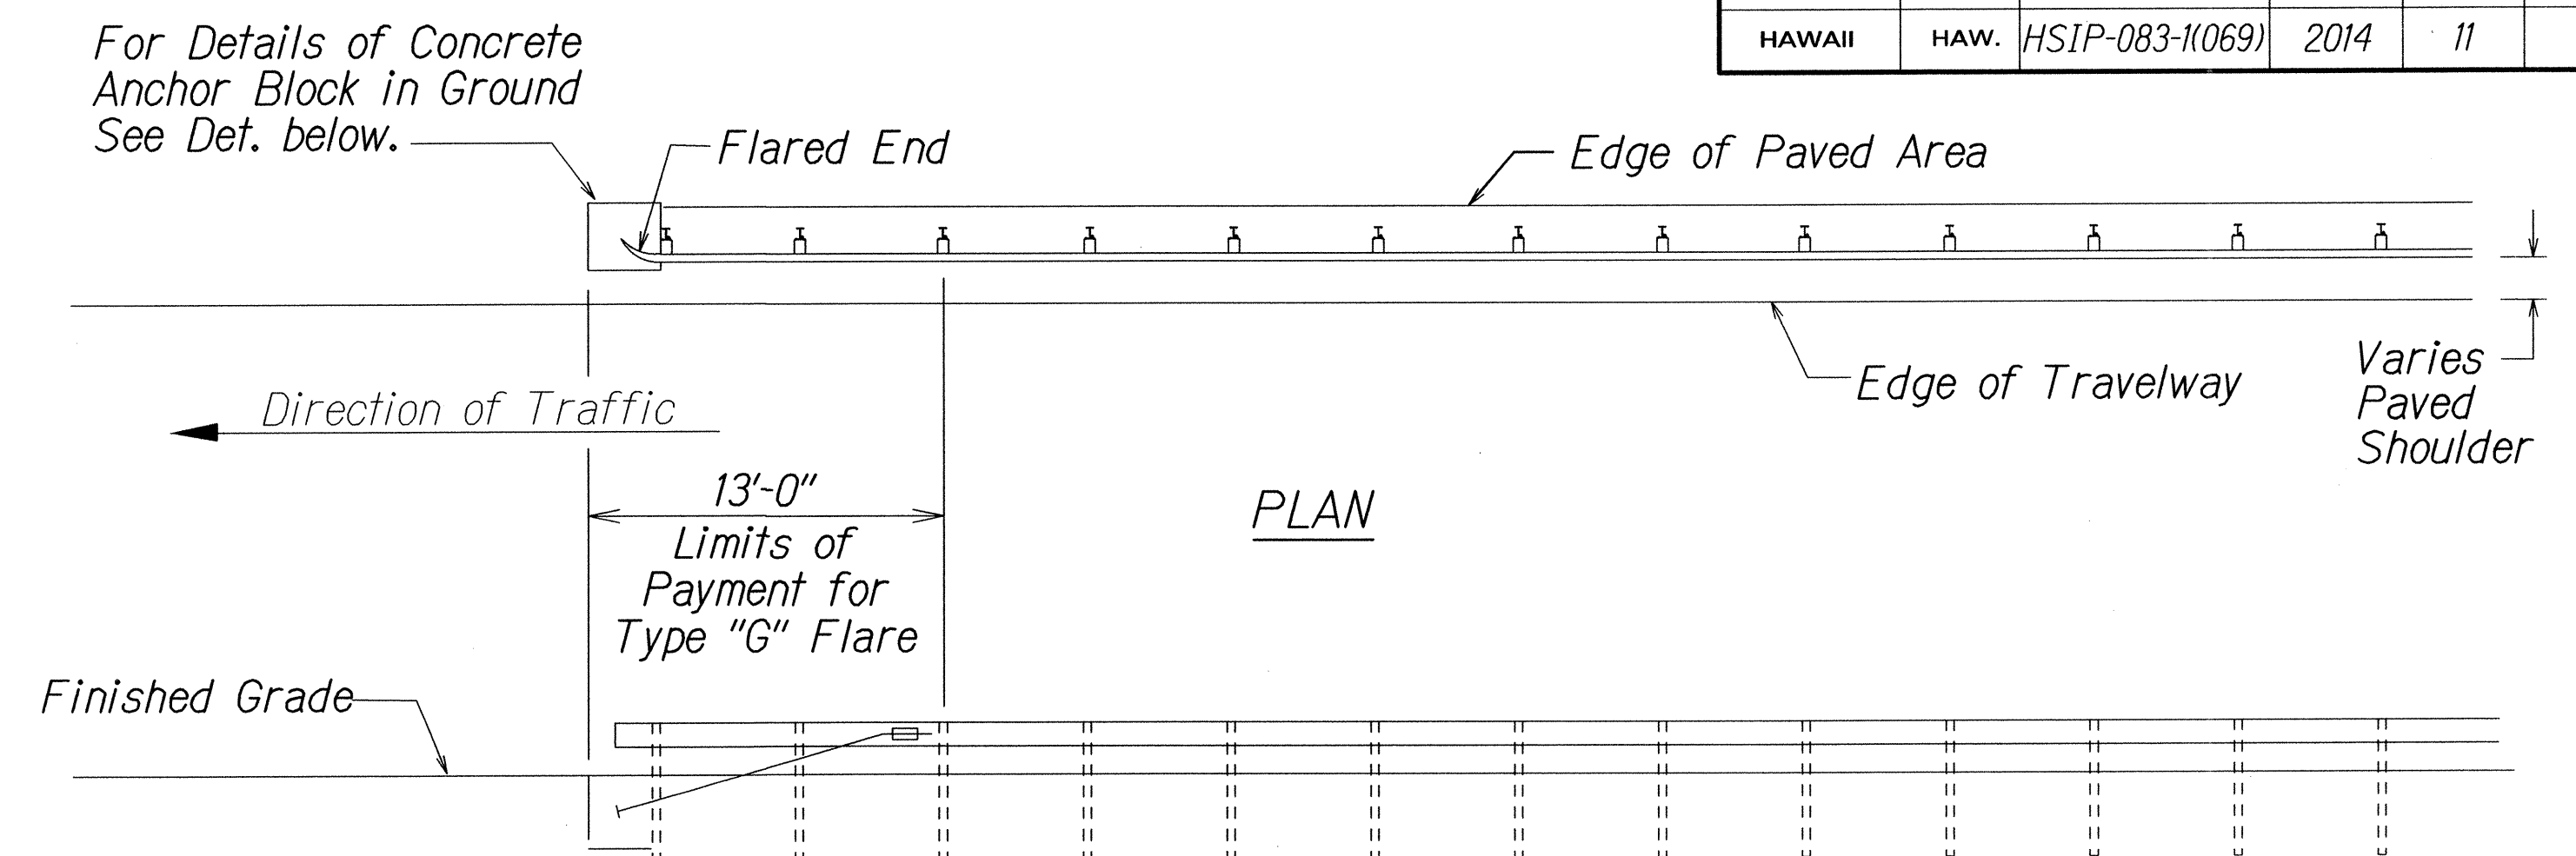 HAWAII HAW. HSIP-083-1(069) 2014 11
For Details of Concrete
Anchor Block in Ground
See Det. below.
Flared End
Edge of Paved Area
Edge of Travelway
Varies
Paved
Shoulder
Direction of Traffic
13'-0"
Limits of
Payment for
Type "G" Flare
PLAN
Finished Grade